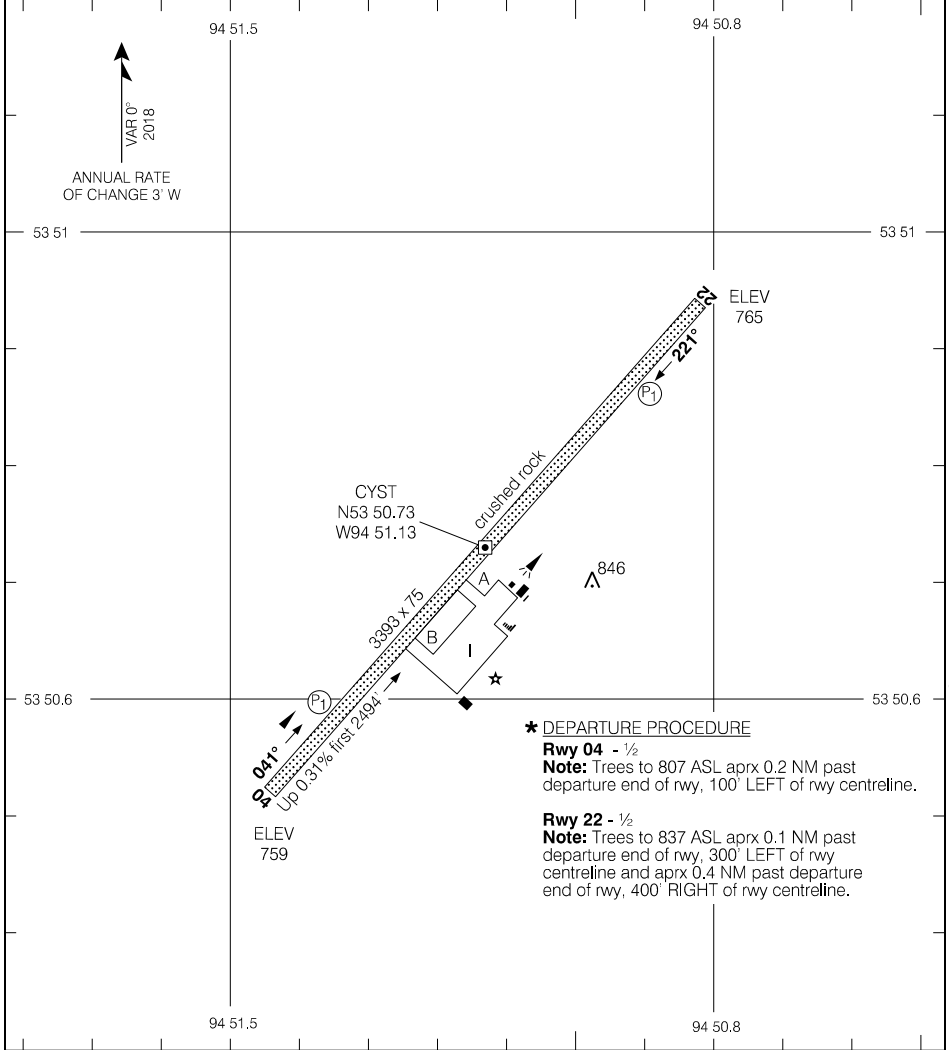 94 51.5
94 50.8
VAR 0°
2018
ANNUAL RATE
OF CHANGE 3' W
53 51
53 51
22
ELEV
765
221°
P1
crushed rock
CYST
N53 50.73
W94 51.13
A
846
3393 x 75
B
I
53 50.6
53 50.6
P1
041°
Up 0.31% first 2494'
04
ELEV
759
* DEPARTURE PROCEDURE
Rwy 04 - ½
Note: Trees to 807 ASL aprx 0.2 NM past
departure end of rwy, 100' LEFT of rwy centreline.
Rwy 22 - ½
Note: Trees to 837 ASL aprx 0.1 NM past
departure end of rwy, 300' LEFT of rwy
centreline and aprx 0.4 NM past departure
end of rwy, 400' RIGHT of rwy centreline.
94 51.5
94 50.8